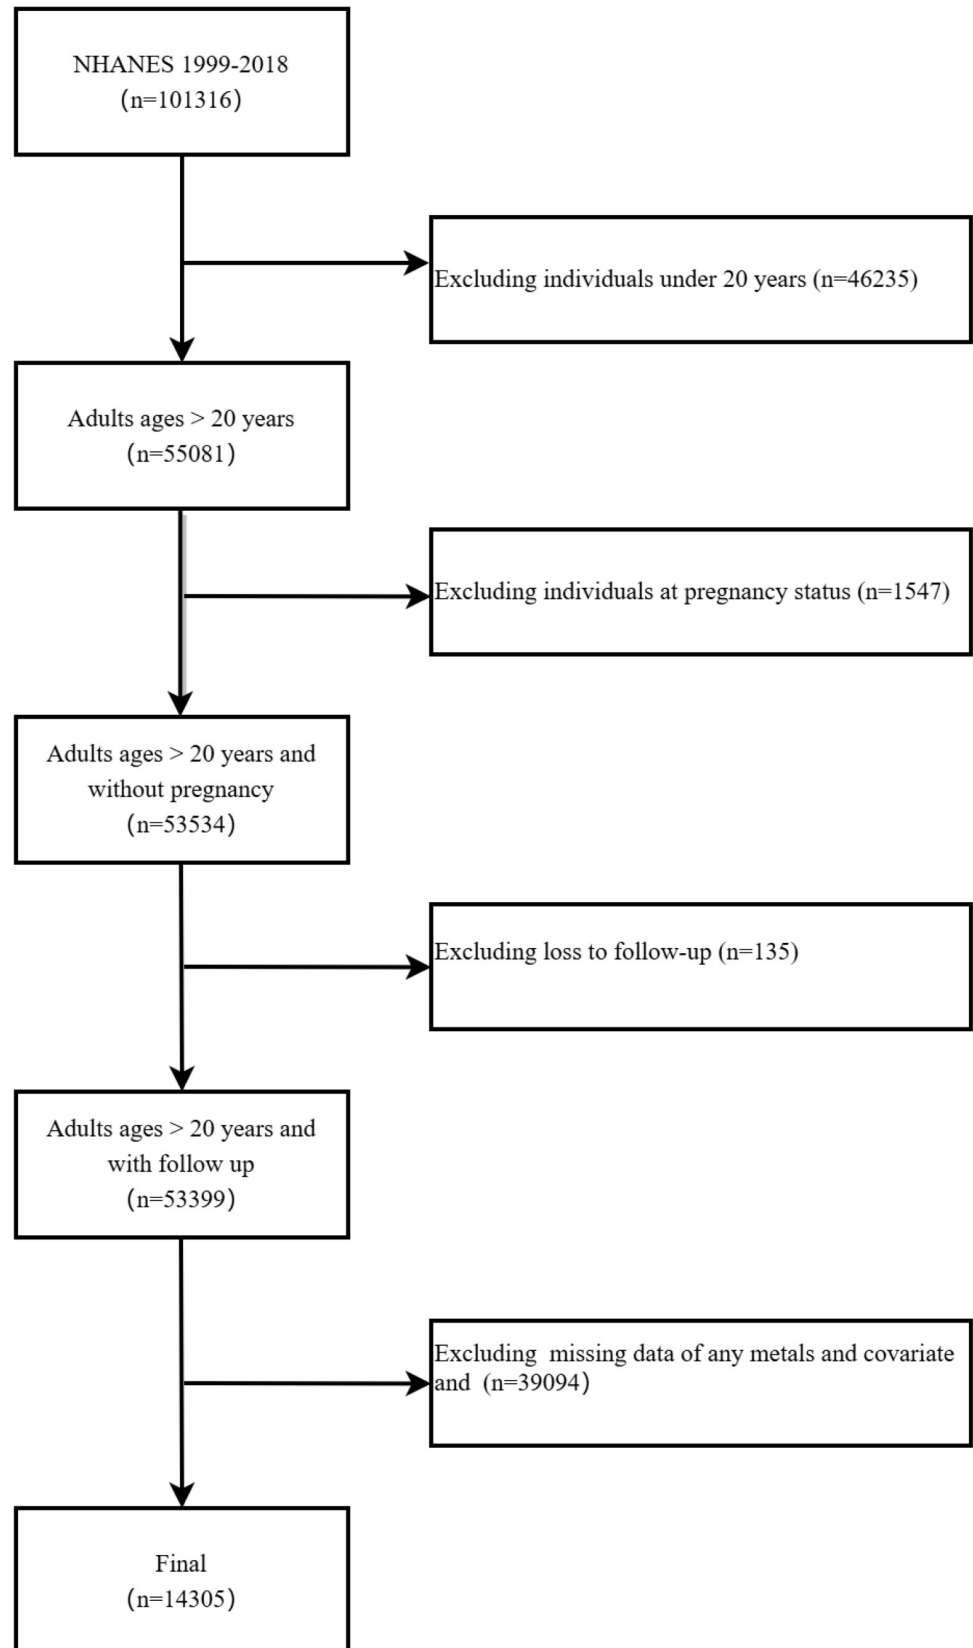 NHANES 1999-2018
(n=101316)
Excluding individuals under 20 years (n=46235)
Adults ages > 20 years
(n=55081)
Excluding individuals at pregnancy status (n=1547)
Adults ages > 20 years and
without pregnancy
(n=53534)
Excluding loss to follow-up (n=135)
Adults ages > 20 years and
with follow up
(n=53399)
Excluding  missing data of any metals and covariate
and  (n=39094)
Final
(n=14305)